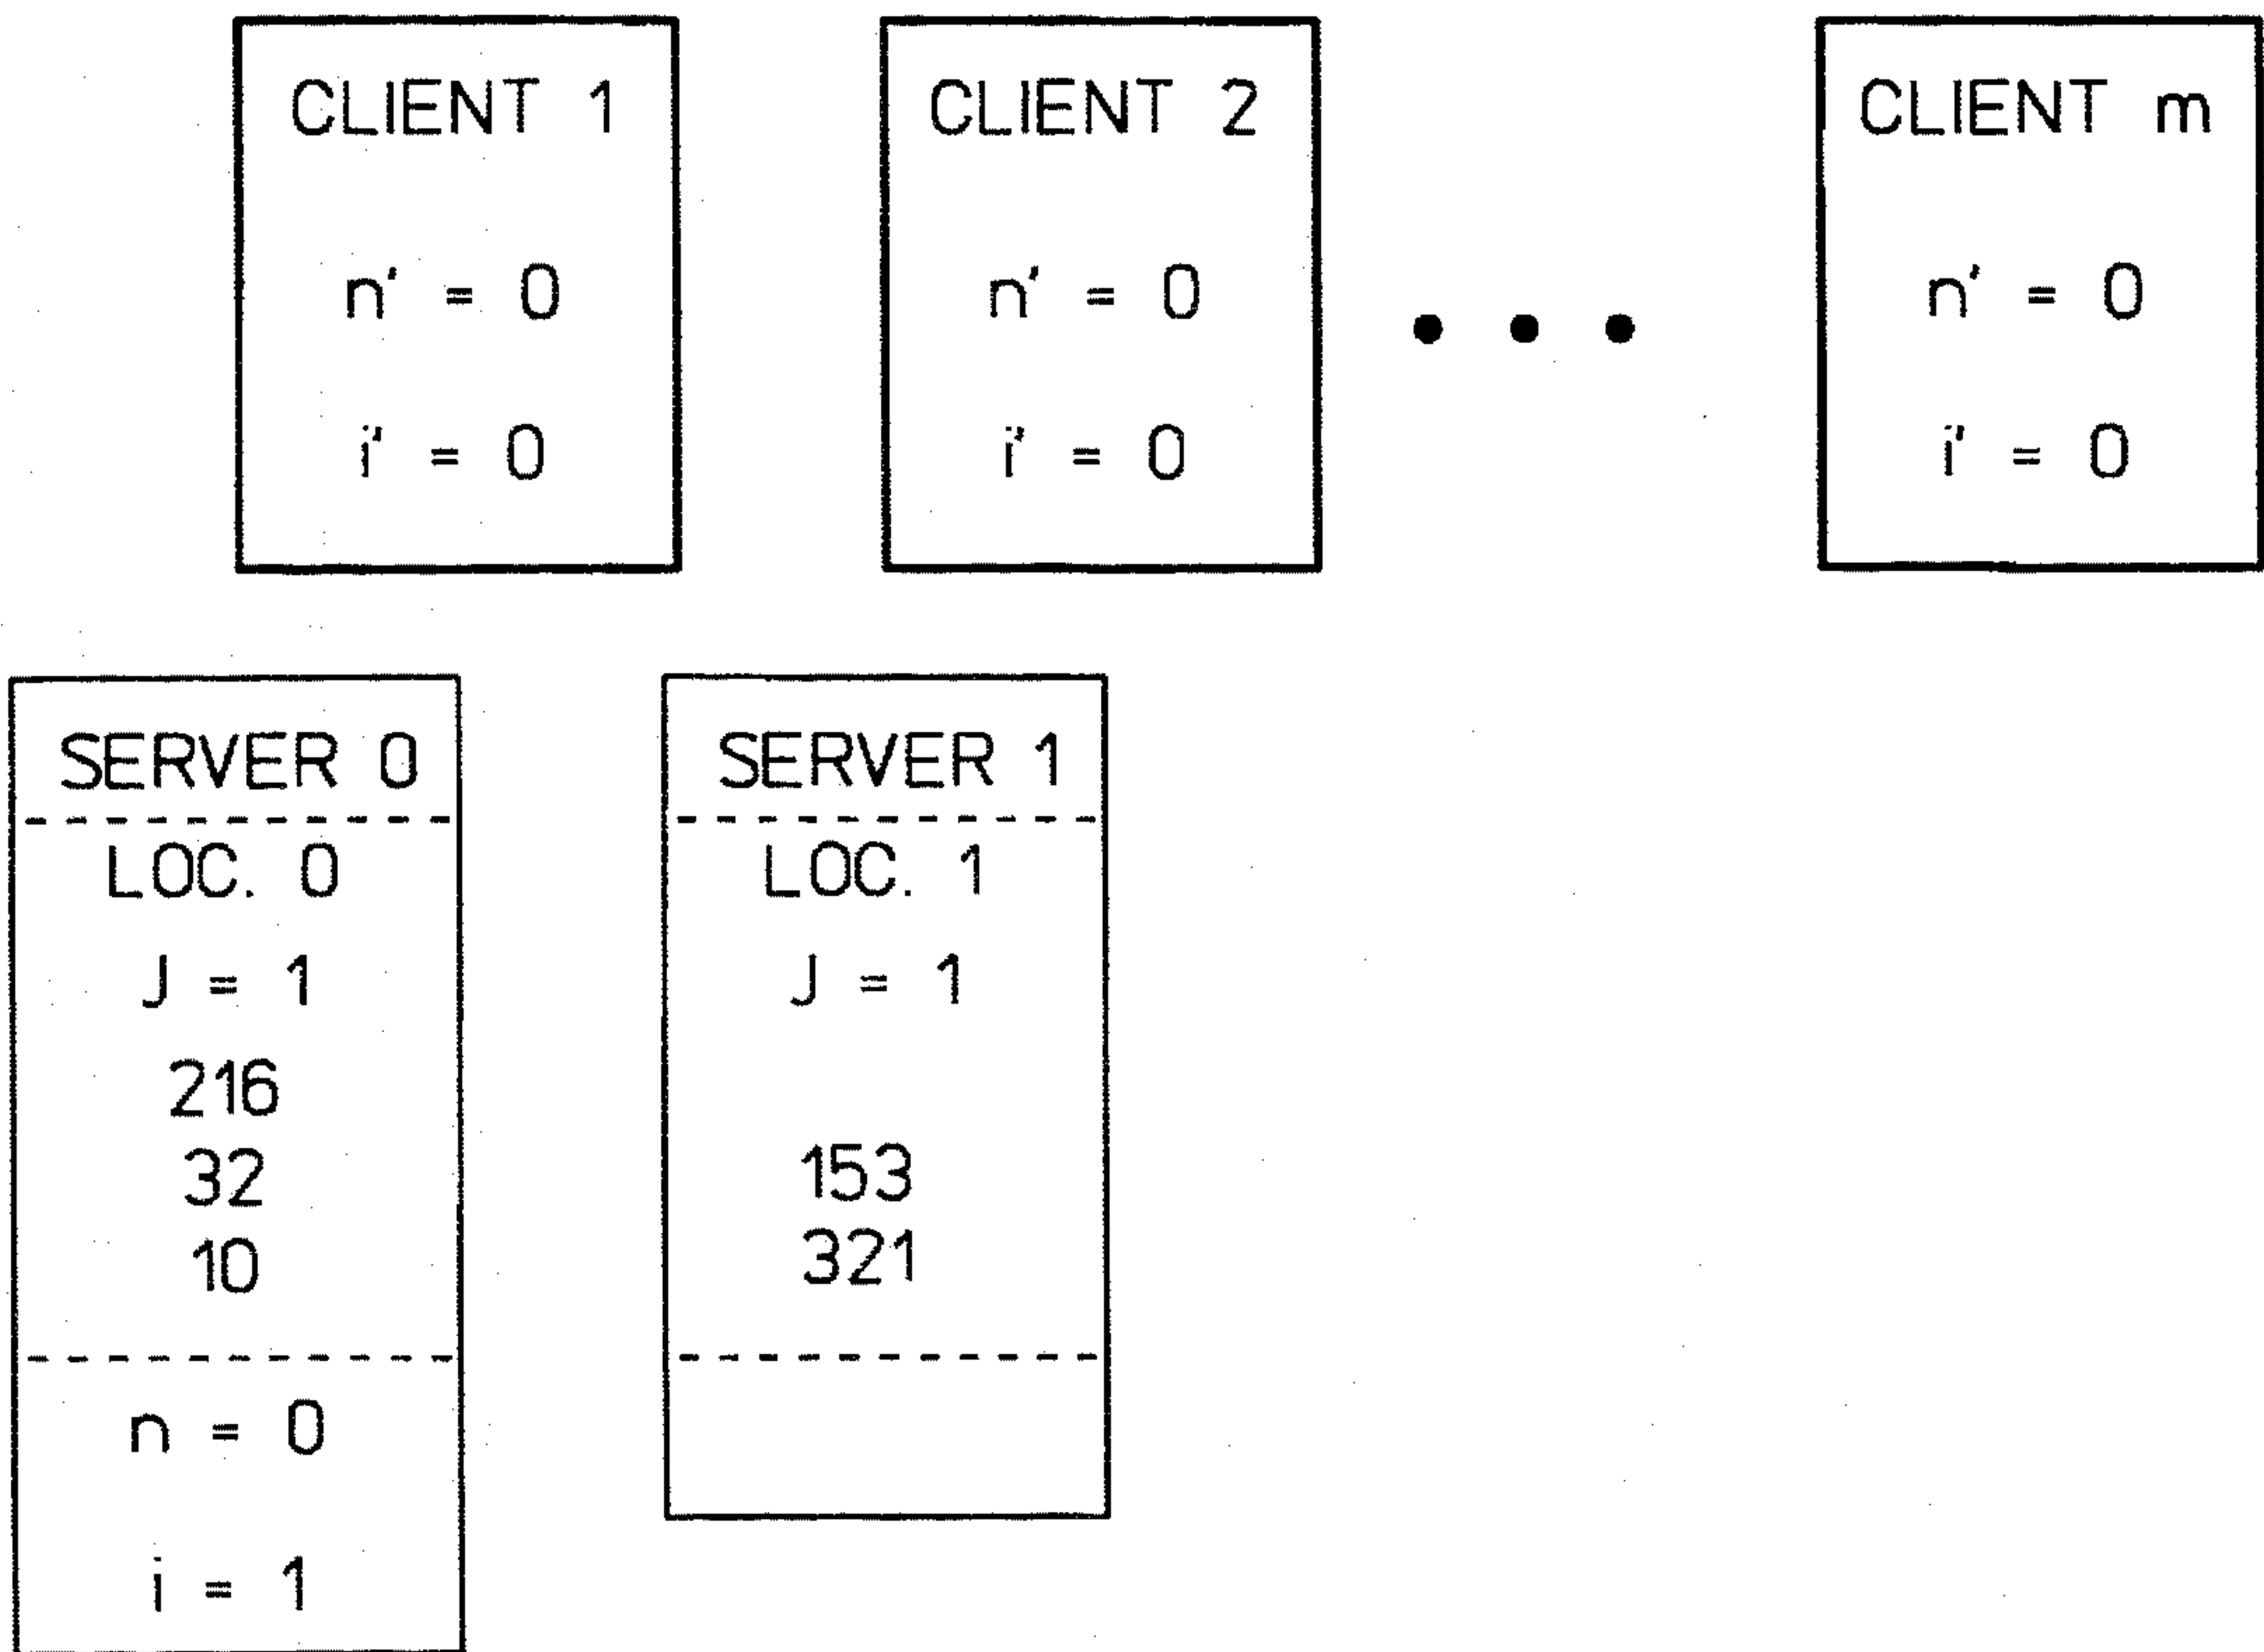 CLIENT 1
n' = 0
i' = 0
CLIENT 2
n' = 0
i' = 0
CLIENT m
n' = 0
i' = 0
SERVER 0
LOC. 0
J = 1
216
32
10
n = 0
i = 1
SERVER 1
LOC. 1
J = 1
153
321